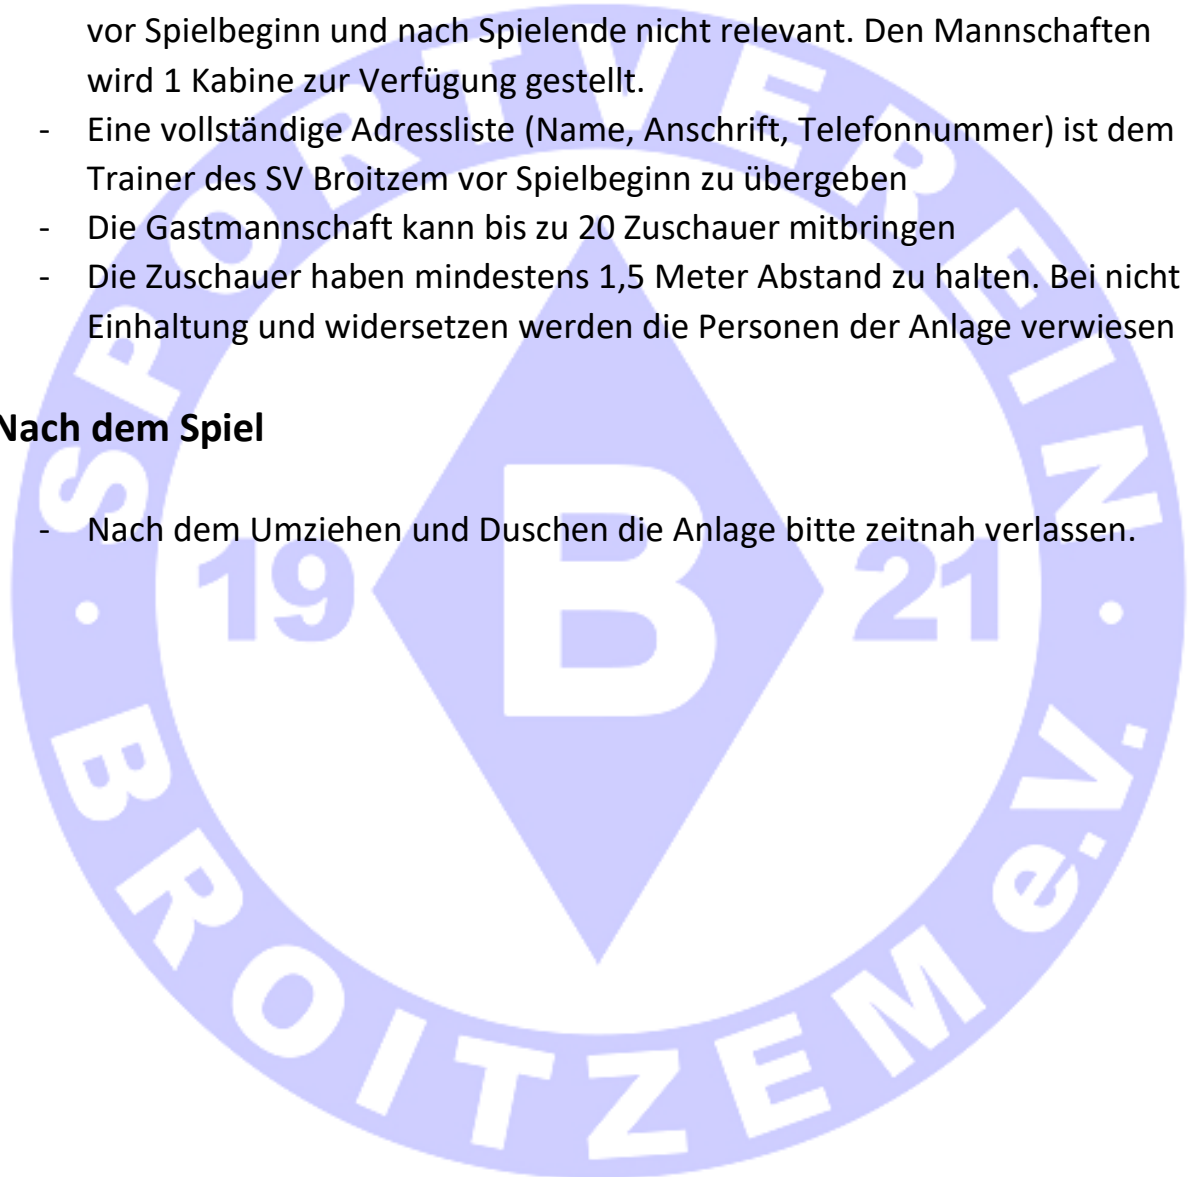 vor Spielbeginn und nach Spielende nicht relevant. Den Mannschaften
wird 1 Kabine zur Verfügung gestellt.
- Eine vollständige Adressliste (Name, Anschrift, Telefonnummer) ist dem
Trainer des SV Broitzem vor Spielbeginn zu übergeben
- Die Gastmannschaft kann bis zu 20 Zuschauer mitbringen
- Die Zuschauer haben mindestens 1,5 Meter Abstand zu halten. Bei nicht
Einhaltung und widersetzen werden die Personen der Anlage verwiesen
Nach dem Spiel
- Nach dem Umziehen und Duschen die Anlage bitte zeitnah verlassen.
SPORTVEREIN
19 B 21
BROITZEM e.V.